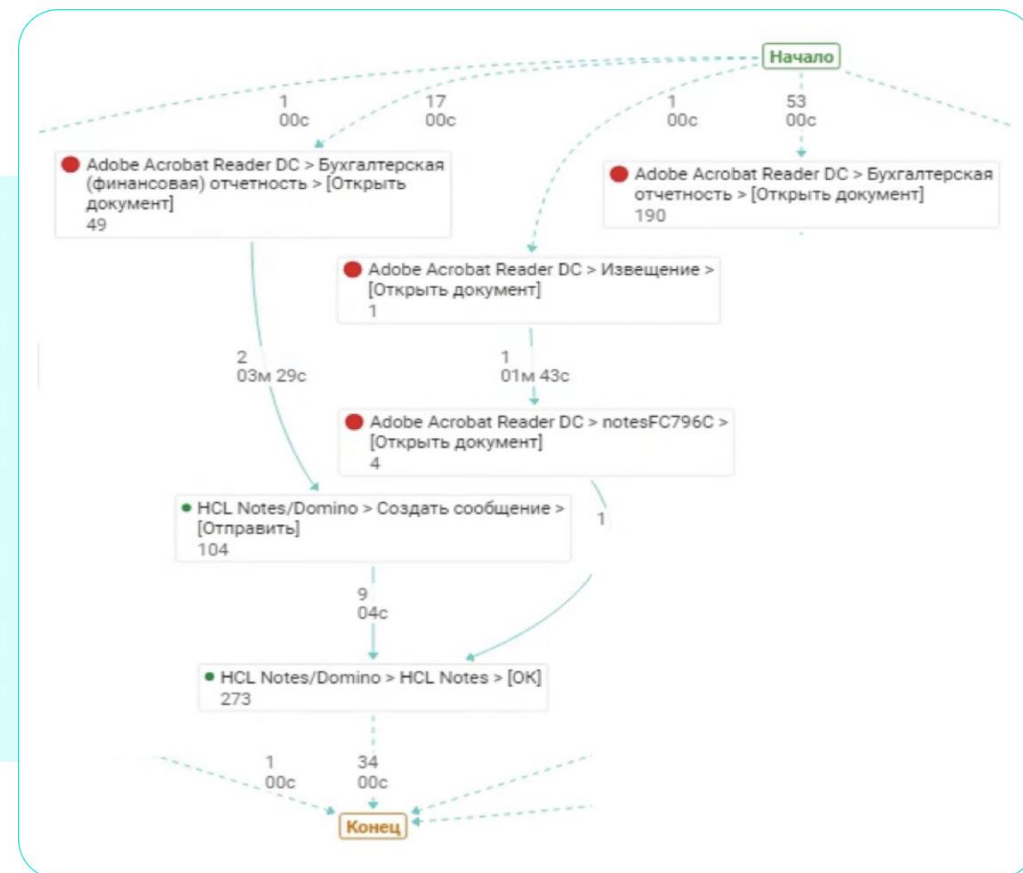 Начало
1
00с
17
00с
1
00с
53
00с
Adobe Acrobat Reader DC > Бухгалтерская
(финансовая) отчетность > [Открыть
документ]
49
Adobe Acrobat Reader DC > Бухгалтерская
отчетность > [Открыть документ]
190
Adobe Acrobat Reader DC > Извещение >
[Открыть документ]
1
2
03м 29с
1
01м 43с
Adobe Acrobat Reader DC > notesFC796C >
[Открыть документ]
4
HCL Notes/Domino > Создать сообщение >
[Отправить]
104
1
9
04с
HCL Notes/Domino > HCL Notes > [OK]
273
1
00с
34
00с
Конец